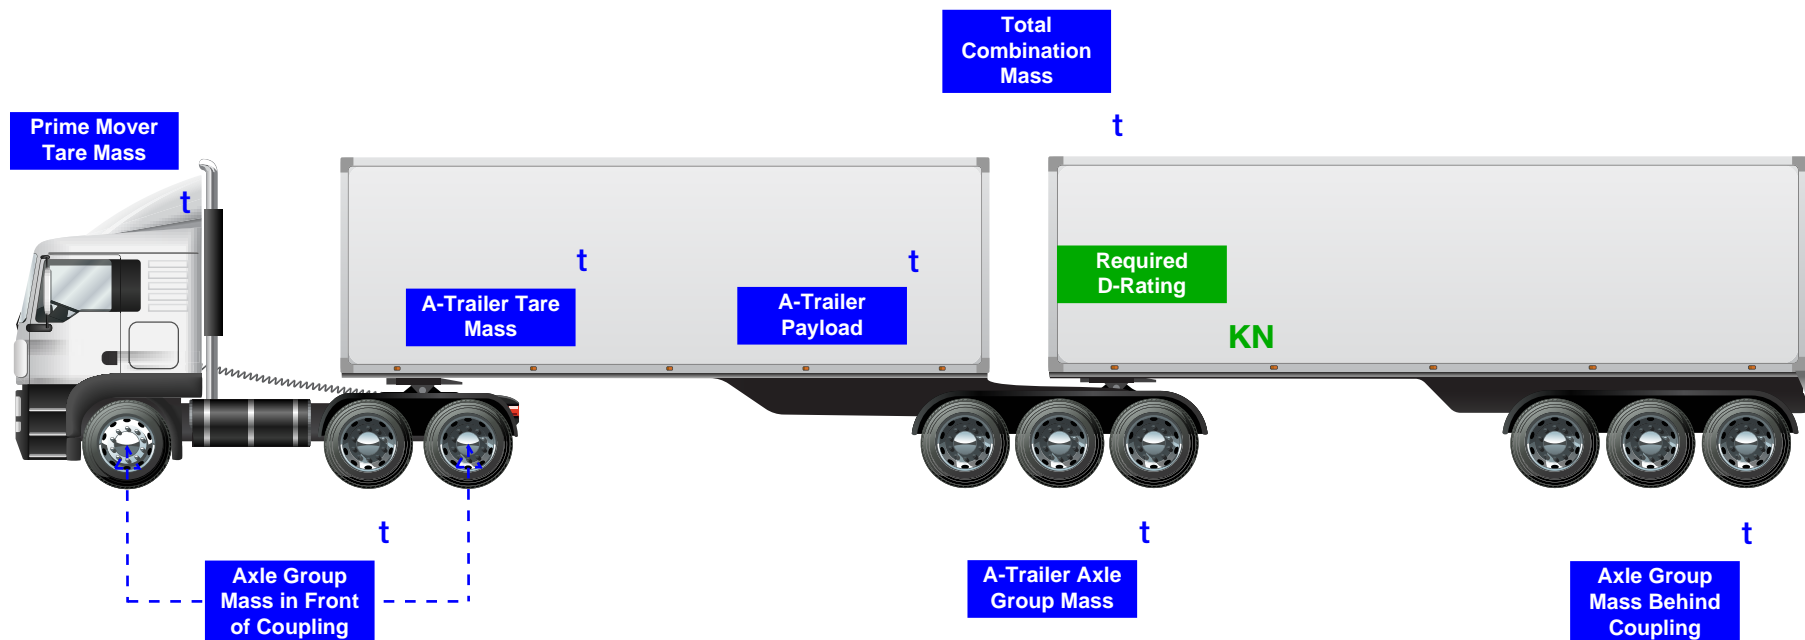 Total
Combination
Mass
t
Prime Mover
Tare Mass
t
t
A-Trailer Tare
Mass
t
A-Trailer
Payload
Required
D-Rating
KN
t
Axle Group
Mass in Front
of Coupling
t
A-Trailer Axle
Group Mass
t
Axle Group
Mass Behind
Coupling